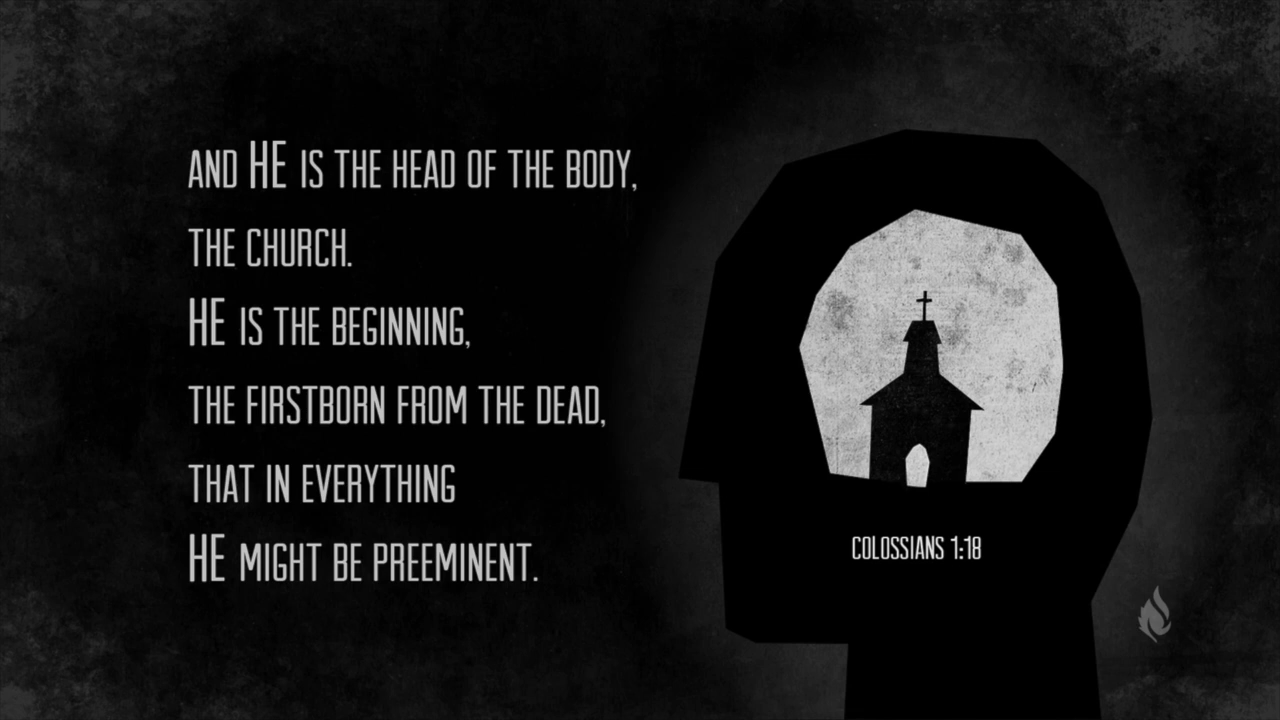 AND HE IS THE HEAD OF THE BODY,
THE CHURCH.
HE IS THE BEGINNING,
THE FIRSTBORN FROM THE DEAD,
THAT IN EVERYTHING
HE MIGHT BE PREEMINENT.
COLOSSIANS 1:18